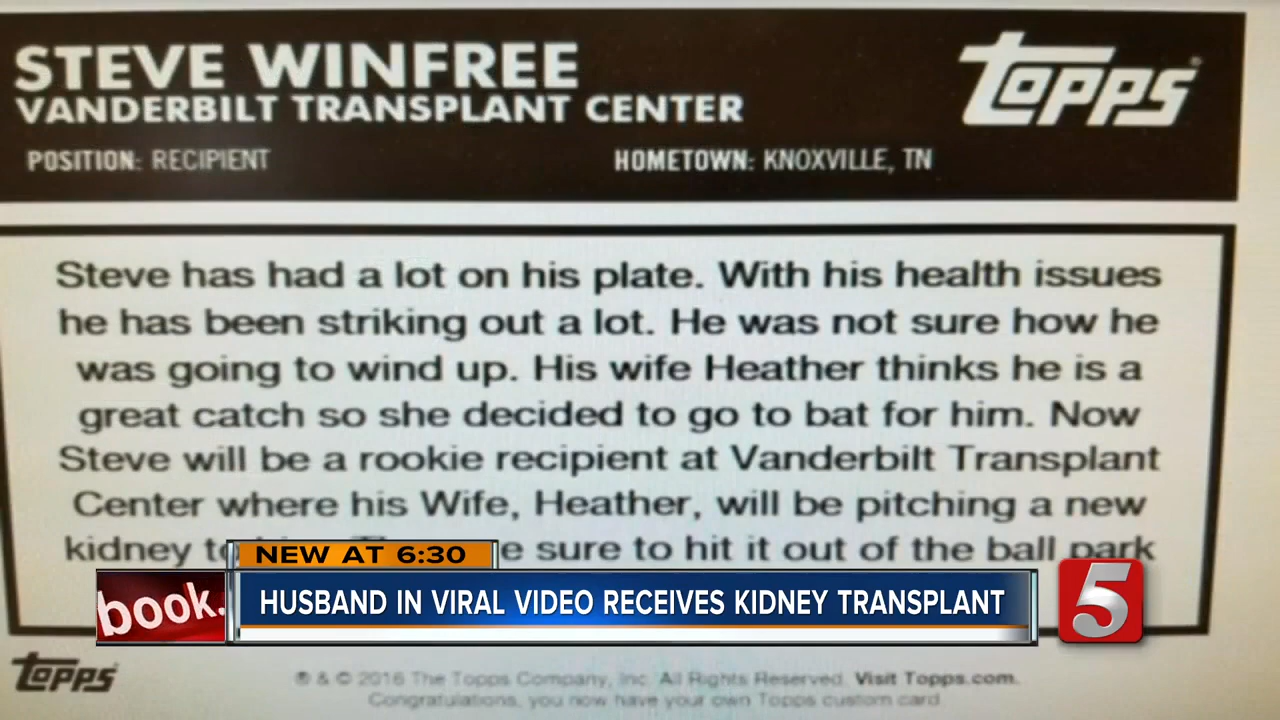 STEVE WINFREE
VANDERBILT TRANSPLANT CENTER
topps
POSITION: RECIPIENT
HOMETOWN: KNOXVILLE, TN
Steve has had a lot on his plate. With his health issues
he has been striking out a lot. He was not sure how he
was going to wind up. His wife Heather thinks he is a
great catch so she decided to go to bat for him. Now
Steve will be a rookie recipient at Vanderbilt Transplant
Center where his Wife, Heather, will be pitching a new
kidney sure to hit it out of the ball park
NEW AT 6:30
book.
HUSBAND IN VIRAL VIDEO RECEIVES KIDNEY TRANSPLANT
5
topps
® & © 2016 The Topps Company, Inc. All Rights Reserved. Visit Topps.com.
Congratulations, you now have your own Topps custom card